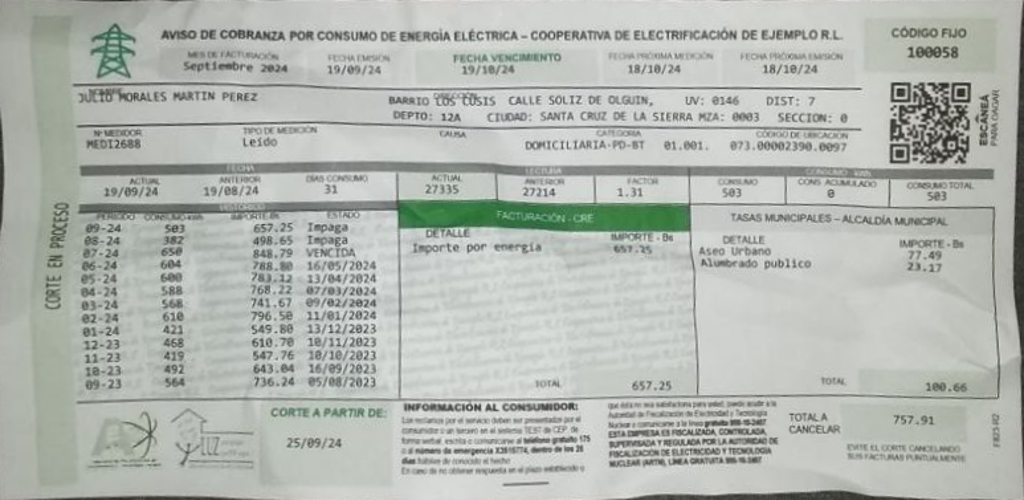 AVISO DE COBRANZA POR CONSUMO DE ENERGÍA ELÉCTRICA - COOPERATIVA DE ELECTRIFICACIÓN DE EJEMPLO R.L.
CÓDIGO FIJO
100058
MES DE FACTURACIÓN FECHA EMISIÓN FECHA VENCIMIENTO FECHA PRÓXIMA MEDICIÓN FECHA PRÓXIMA EMISIÓN
Septiembre 2024 19/09/24 19/10/24 18/10/24 18/10/24
JULIO MORALES MARTIN PEREZ
DIRECCIÓN
BARRIO LOS CUSIS CALLE SOLIZ DE OLGUIN, UV: 0146 DIST: 7
DEPTO: 12A CIUDAD: SANTA CRUZ DE LA SIERRA MZA: 0003 SECCION: 0
ESCANEÁ
PARA PAGAR
Nº MEDIDOR TIPO DE MEDICIÓN CAUSA CATEGORIA CÓDIGO DE UBICACIÓN
MEDI2688 Leído DOMICILIARIA-PD-BT 01.001. 073.00002390.0097
FECHA LECTURA CONSUMO - kWh
ACTUAL ANTERIOR DIAS CONSUMO ACTUAL ANTERIOR FACTOR CONSUMO CONS ACUMULADO CONSUMO TOTAL
19/09/24 19/08/24 31 27335 27214 1.31 503 0 503
CORTE EN PROCESO
HISTORICO
PERIODO CONSUMO-kWh IMPORTE-Bs ESTADO
09-24 503 657.25 Impaga
08-24 382 498.65 Impaga
07-24 650 848.79 VENCIDA
06-24 604 788.80 16/05/2024
05-24 600 783.12 13/04/2024
04-24 588 768.22 07/03/2024
03-24 568 741.67 09/02/2024
02-24 610 796.50 11/01/2024
01-24 421 549.80 13/12/2023
12-23 468 610.70 10/11/2023
11-23 419 547.76 10/10/2023
10-23 492 643.04 16/09/2023
09-23 564 736.24 05/08/2023
FACTURACIÓN - CRE
DETALLE IMPORTE - Bs
Importe por energía 657.25
TOTAL 657.25
TASAS MUNICIPALES - ALCALDÍA MUNICIPAL
DETALLE IMPORTE - Bs
Aseo Urbano 77.49
Alumbrado publico 23.17
TOTAL 100.66
LUZ
CORTE A PARTIR DE:
25/09/24
INFORMACIÓN AL CONSUMIDOR:
Los reclamos por el servicio deben ser presentados por el
consumidor o un tercero en el sistema TEST de CEP, de
forma verbal, escrita o comunicarse al teléfono gratuito 175
o al número de emergencia X3515774, dentro de los 20
días hábiles de conocido el hecho
En caso de no obtener respuesta en el plazo establecido o
que ésta no sea satisfactoria para usted, puede acudir a la
Autoridad de Fiscalización de Electricidad y Tecnología
Nuclear o comunicarse a la línea gratuita 800-10-2407
ESTA EMPRESA ES FISCALIZADA, CONTROLADA,
SUPERVISADA Y REGULADA POR LA AUTORIDAD DE
FISCALIZACIÓN DE ELECTRICIDAD Y TECNOLOGÍA
NUCLEAR (AETN), LÍNEA GRATUITA 800-10-2407
TOTAL A
CANCELAR
757.91
EVITE EL CORTE CANCELANDO
SUS FACTURAS PUNTUALMENTE